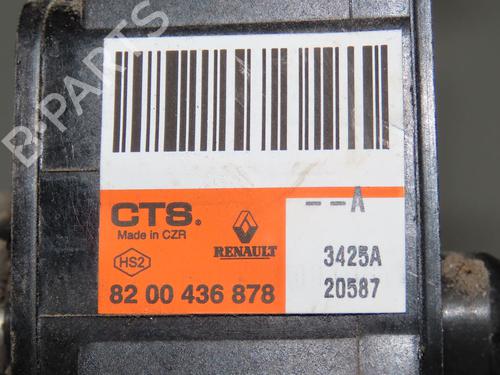 B-PARTS
--A
CTS®
Made in CZR
RENAULT
3425A
HS2
82 00 436 878
20587